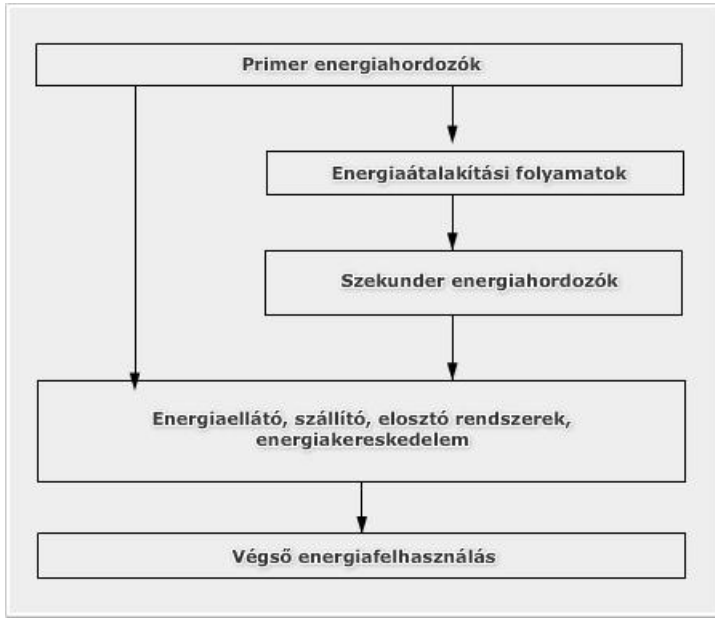 Primer energiahordozók
Energiaátalakítási folyamatok
Szekunder energiahordozók
Energiaellátó, szállító, elosztó rendszerek,
energiakereskedelem
Végső energiafelhasználás